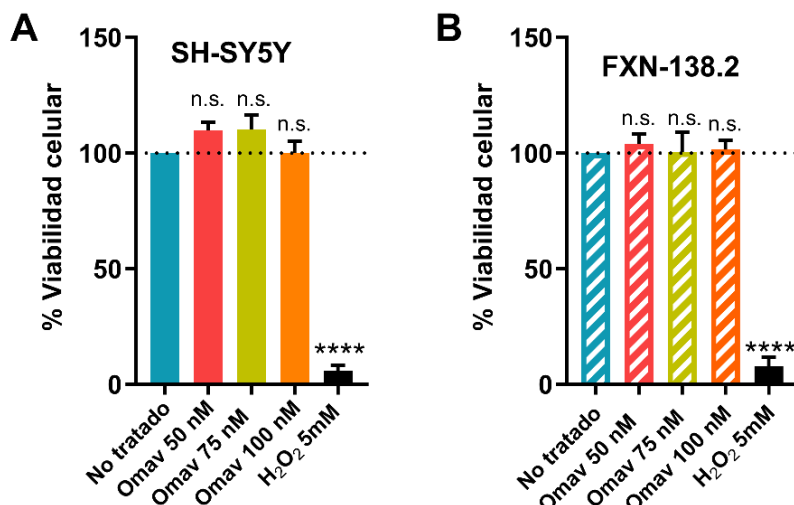 A
SH-SY5Y
% Viabilidad celular
150
100
50
0
n.s.
n.s.
n.s.
****
No tratado
Omav 50 nM
Omav 75 nM
Omav 100 nM
H₂O₂ 5mM
B
FXN-138.2
% Viabilidad celular
150
100
50
0
n.s.
n.s.
n.s.
****
No tratado
Omav 50 nM
Omav 75 nM
Omav 100 nM
H₂O₂ 5mM